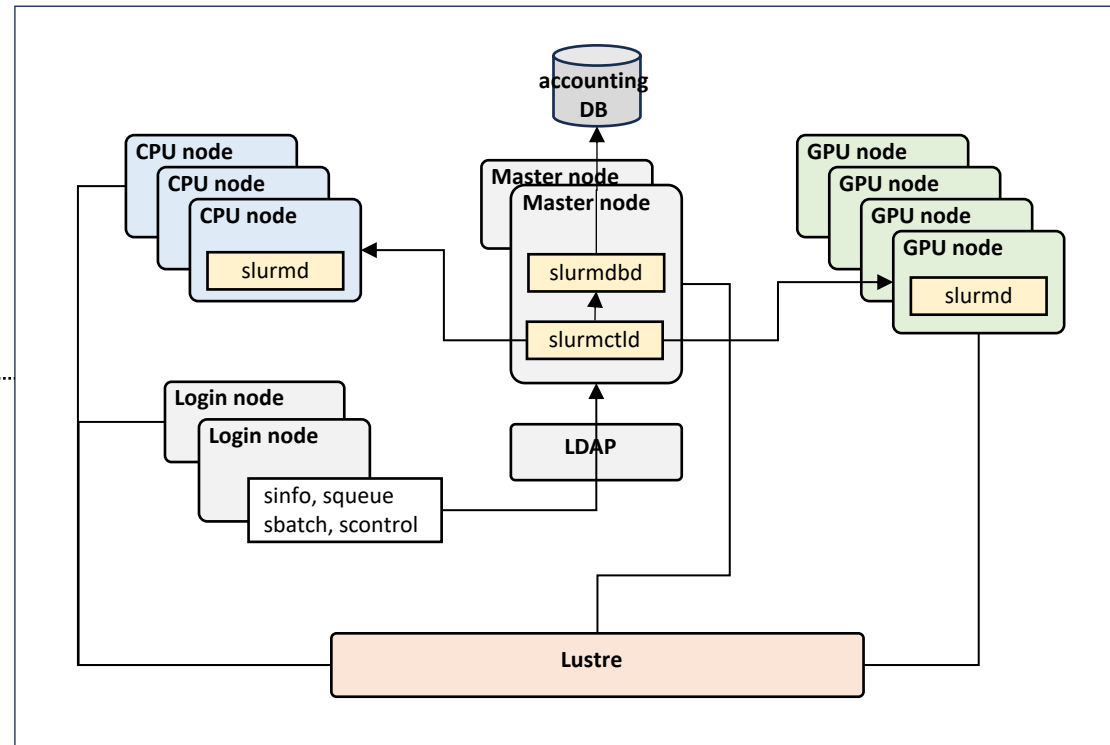 accounting
DB
CPU node
CPU node
CPU node
slurmd
Master node
Master node
slurmdbd
slurmctld
GPU node
GPU node
GPU node
GPU node
slurmd
Login node
Login node
sinfo, squeue
sbatch, scontrol
LDAP
Lustre